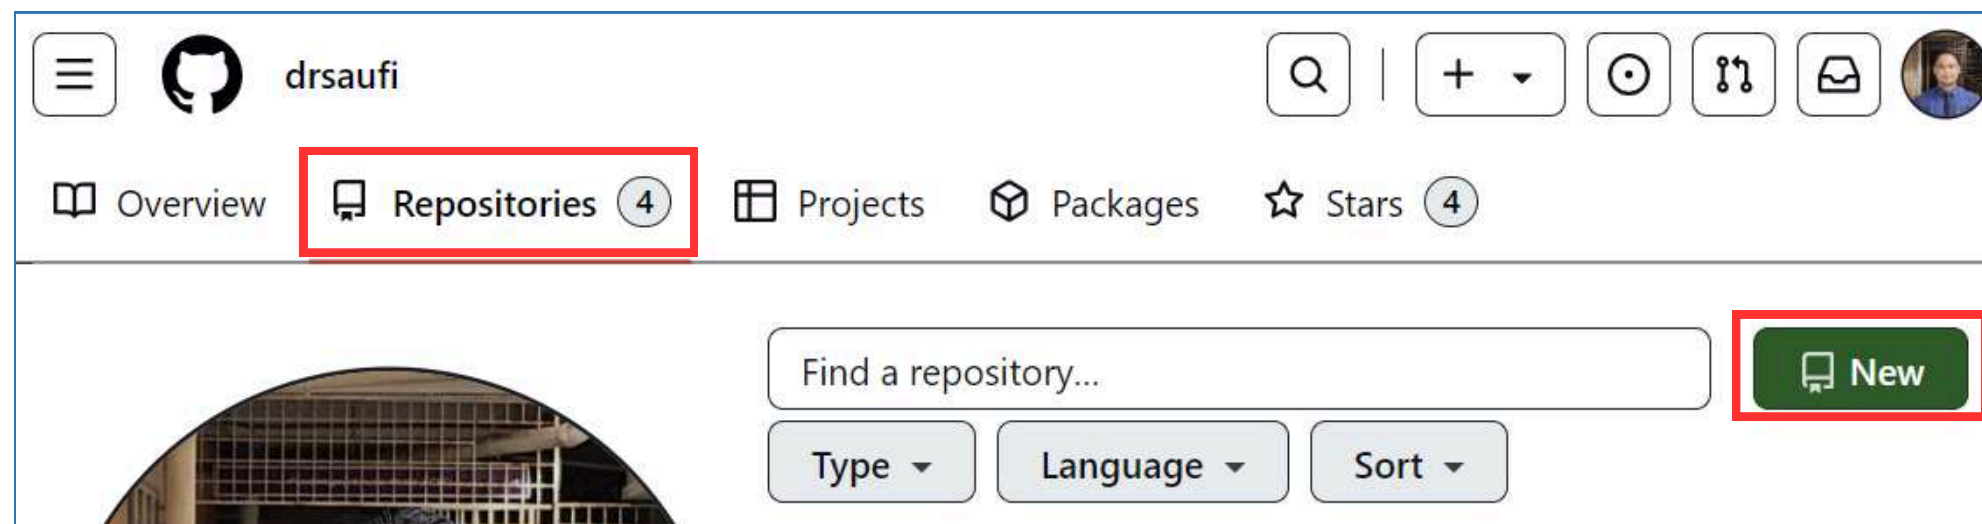 drsaufi
Overview Repositories 4 Projects Packages Stars 4
Find a repository... New
Type Language Sort